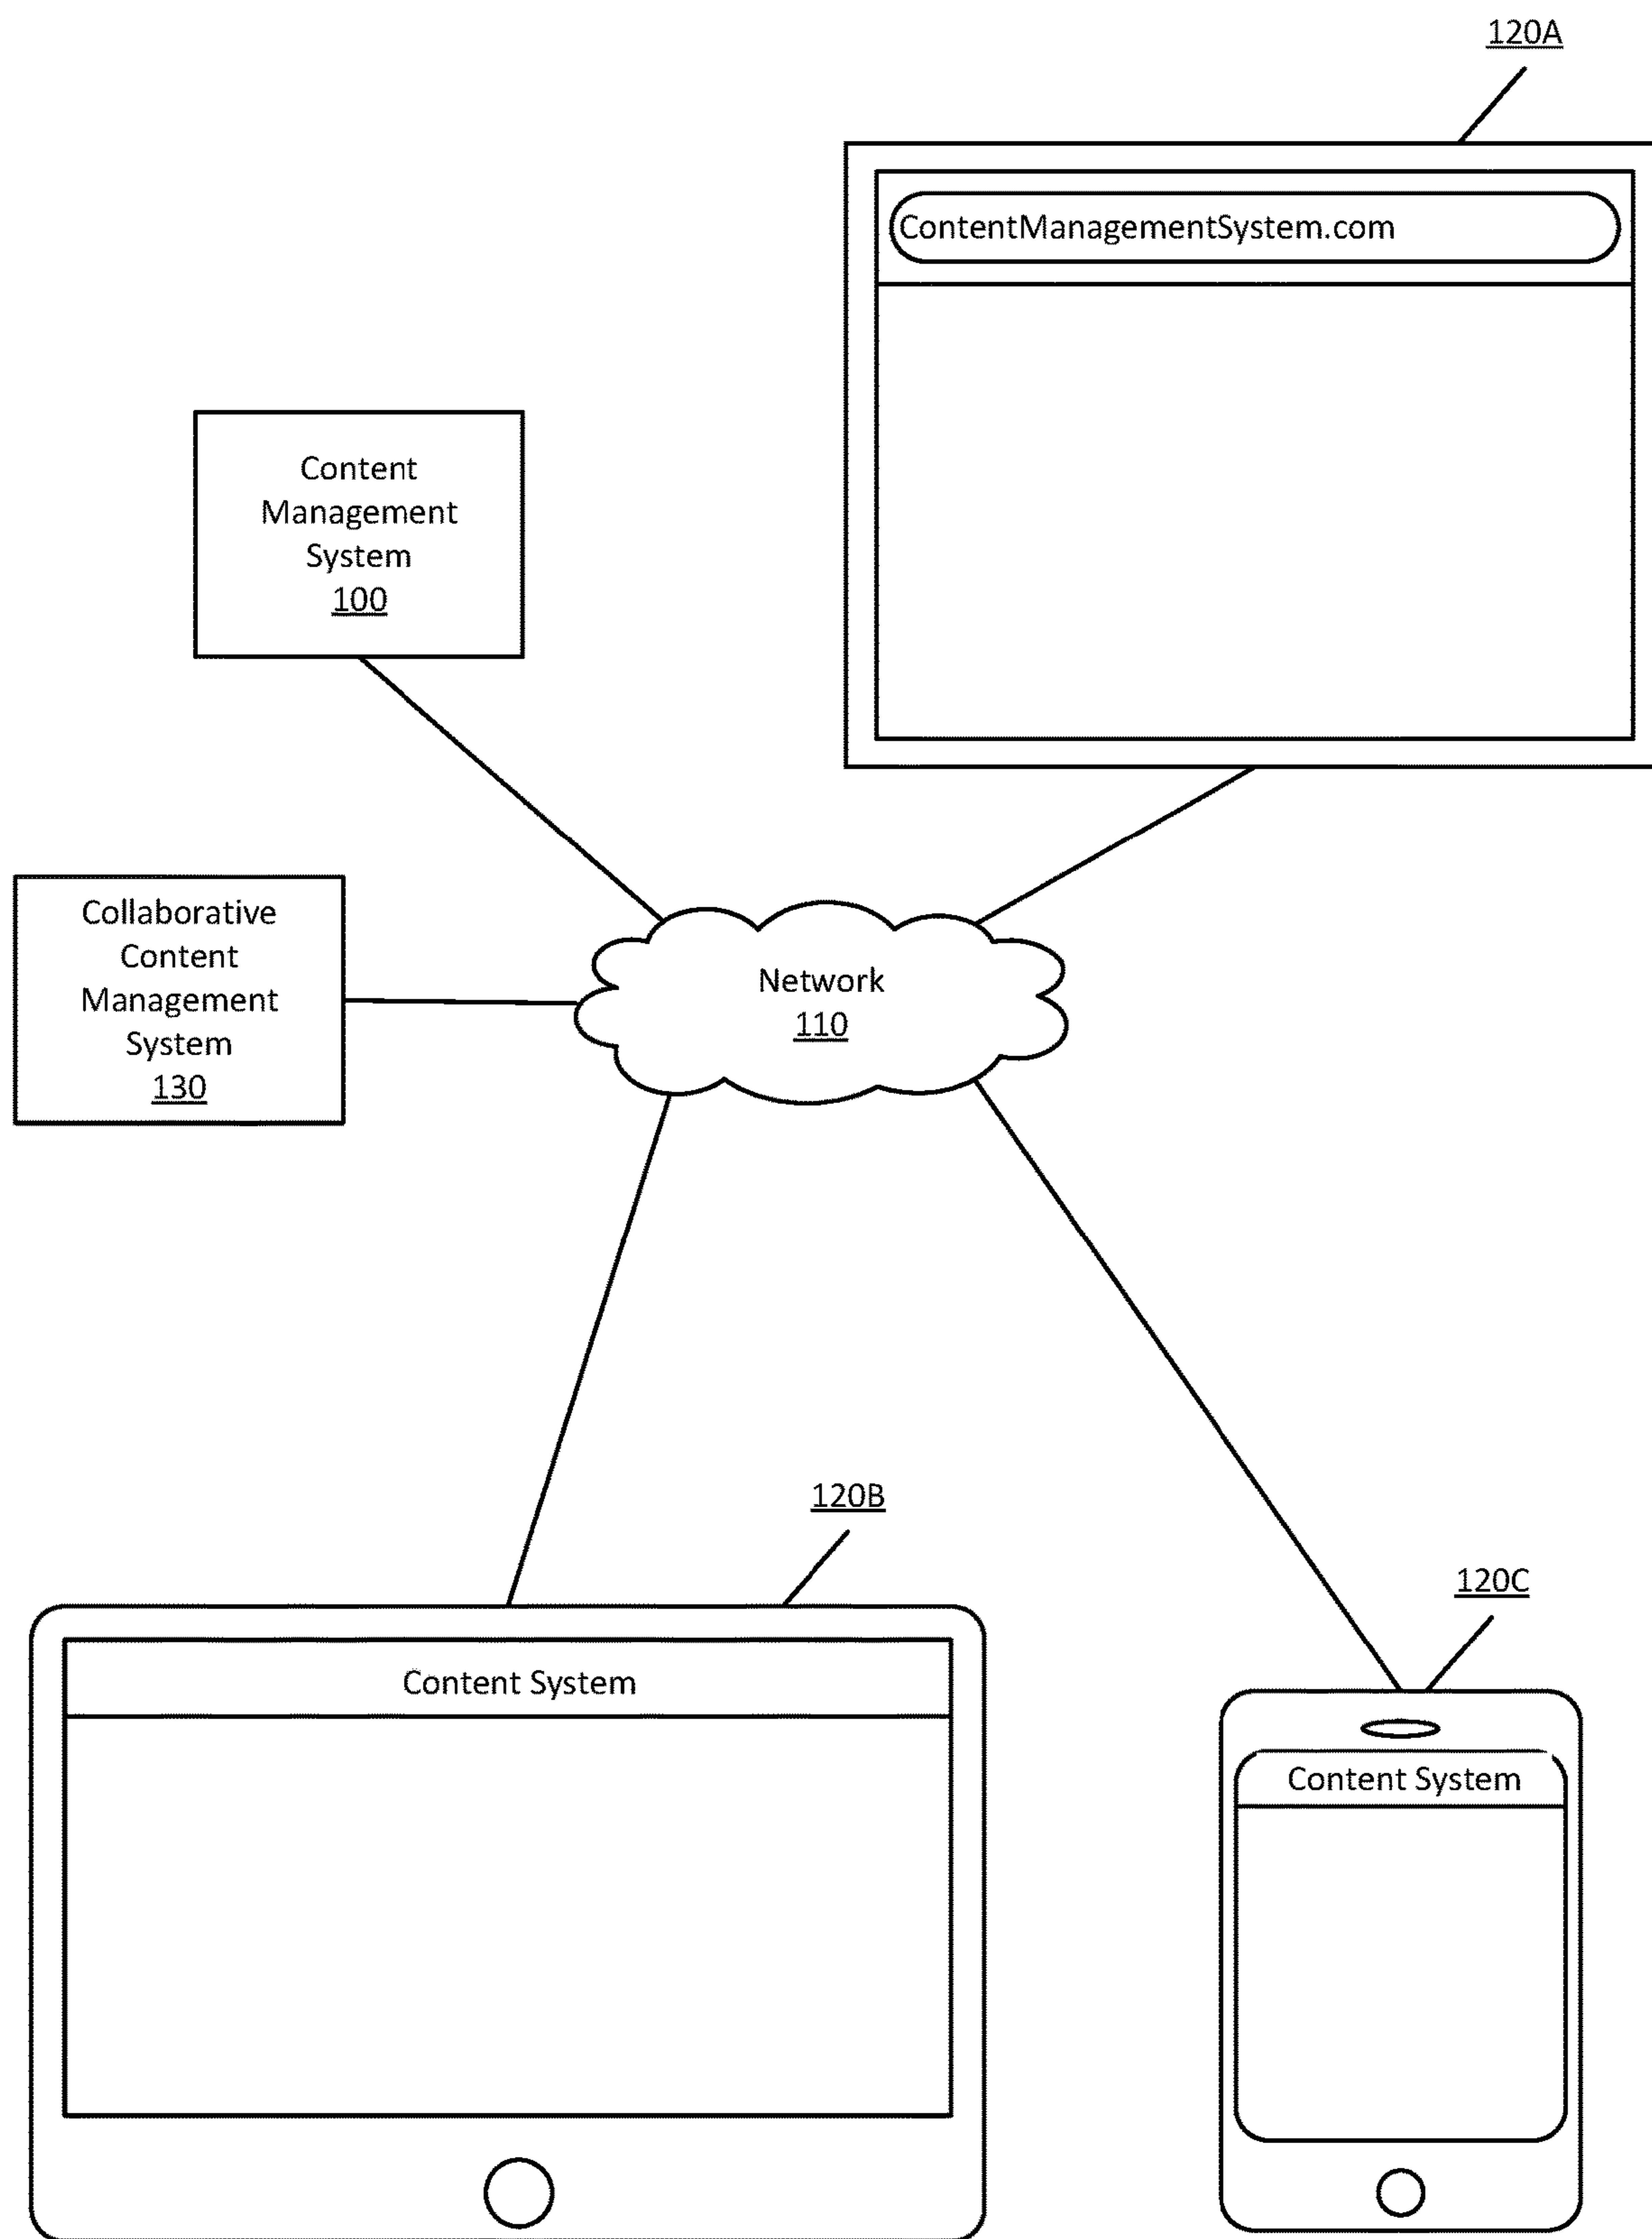 120A
ContentManagementSystem.com
Content
Management
System
100
Collaborative
Content
Management
System
130
Network
110
120B
Content System
120C
Content System